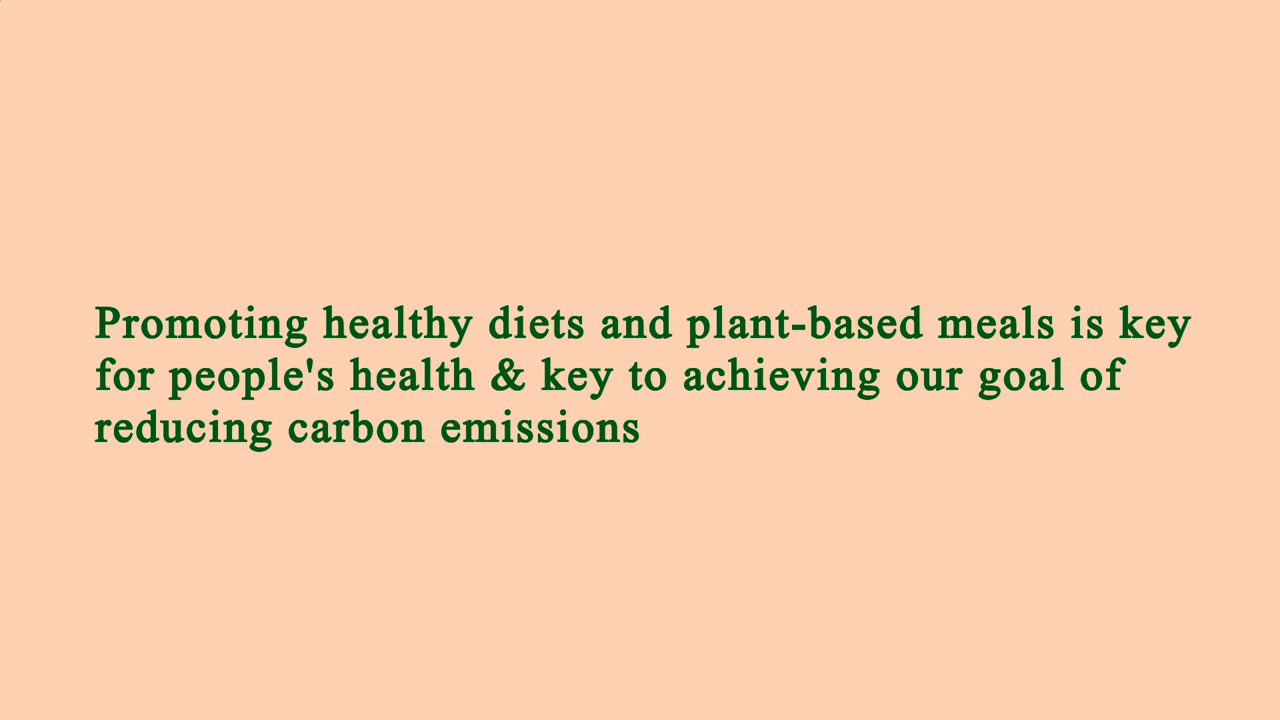 Promoting healthy diets and plant-based meals is key
for people's health & key to achieving our goal of
reducing carbon emissions